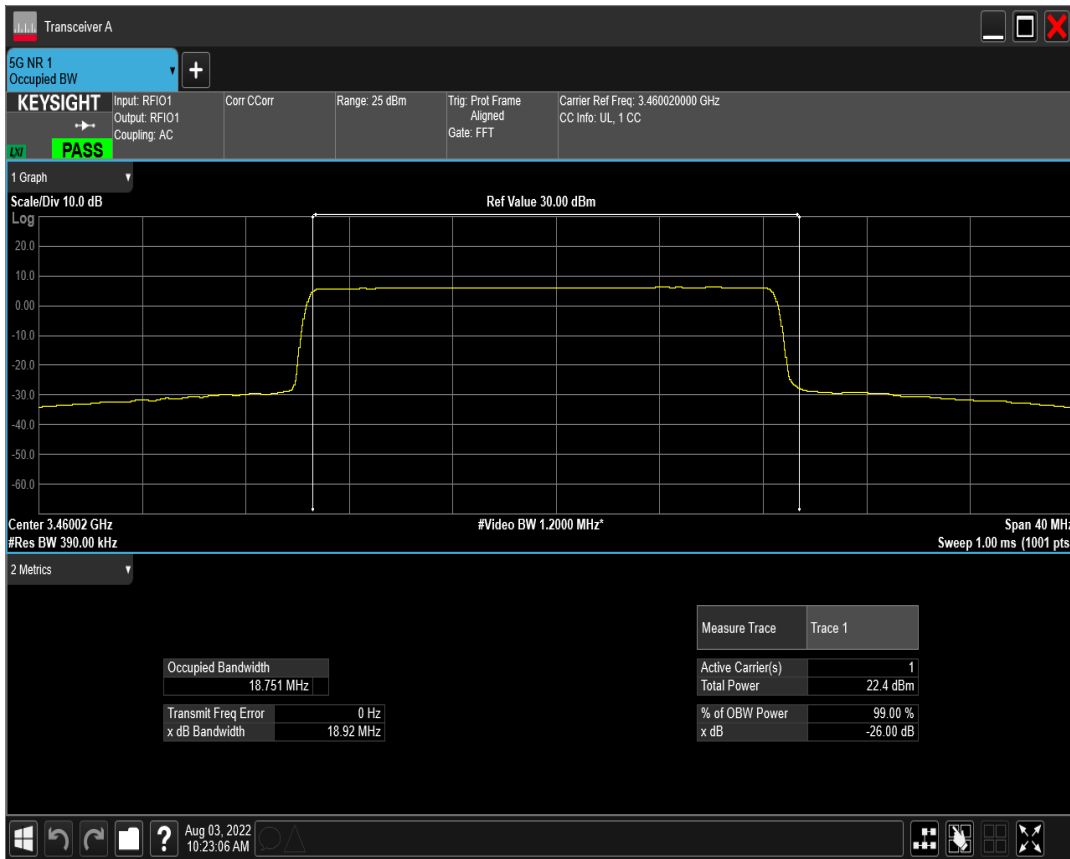 Transceiver A
5G NR 1
Occupied BW
KEYSIGHT
LXI
PASS
Input: RFIO1
Output: RFIO1
Coupling: AC
Corr CCorr
Range: 25 dBm
Trig: Prot Frame
Aligned
Gate: FFT
Carrier Ref Freq: 3.460020000 GHz
CC Info: UL, 1 CC
1 Graph
Scale/Div 10.0 dB
Ref Value 30.00 dBm
Log
20.0
10.0
0.00
-10.0
-20.0
-30.0
-40.0
-50.0
-60.0
Center 3.46002 GHz
#Video BW 1.2000 MHz*
Span 40 MHz
#Res BW 390.00 kHz
Sweep 1.00 ms (1001 pts
2 Metrics
Measure Trace Trace 1
Occupied Bandwidth
18.751 MHz
Active Carrier(s) 1
Total Power 22.4 dBm
Transmit Freq Error 0 Hz
x dB Bandwidth 18.92 MHz
% of OBW Power 99.00 %
x dB -26.00 dB
?
Aug 03, 2022
10:23:06 AM